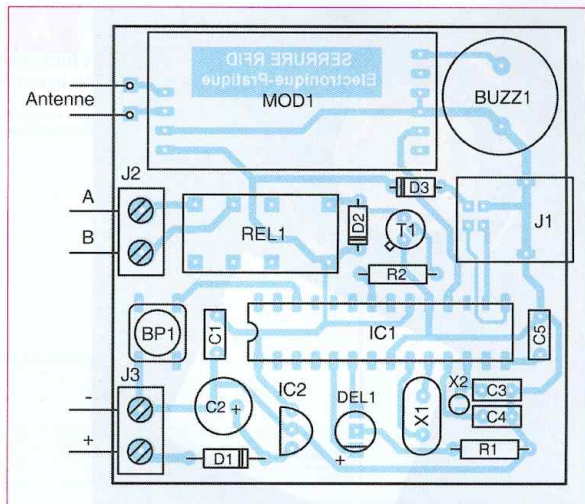 SERRURE RFID
Electronique-Pratique
MOD1
BUZZ1
Antenne
J2
A
B
REL1
D2
D3
T1
R2
J1
BP1
C1
IC1
C5
J3
-
+
C2 +
IC2
DEL1
+
X1
X2
C3
C4
R1
D1